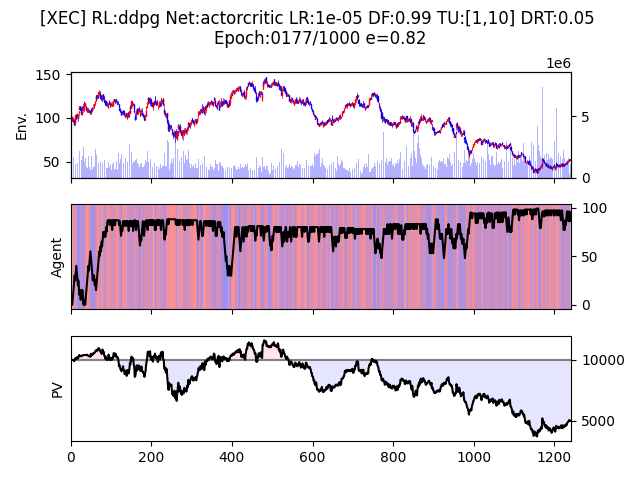 [XEC] RL:ddpg Net:actorcritic LR:1e-05 DF:0.99 TU:[1,10] DRT:0.05
Epoch:0177/1000 e=0.82
1e6
150
100
50
Env.
5
0
Agent
100
50
0
PV
10000
5000
0 200 400 600 800 1000 1200